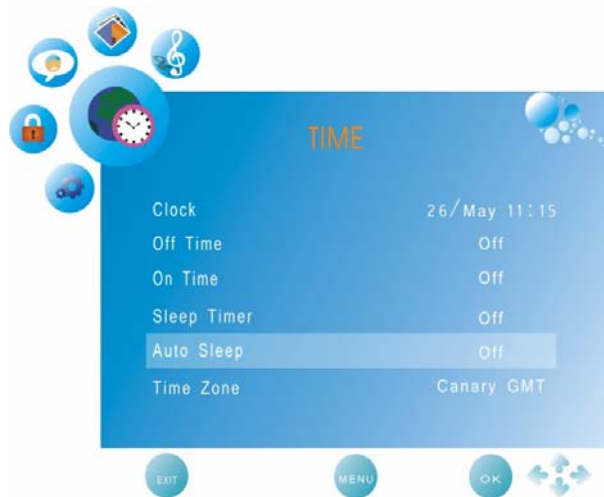 TIME
Clock 26/May 11:15
Off Time Off
On Time Off
Sleep Timer Off
Auto Sleep Off
Time Zone Canary GMT
EXIT MENU OK